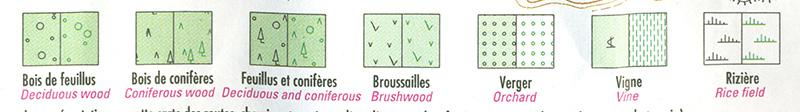 Bois de feuillus
Deciduous wood
Bois de conifères
Coniferous wood
Feuillus et conifères
Deciduous and coniferous
Broussailles
Brushwood
Verger
Orchard
Vigne
Vine
Rizière
Rice field